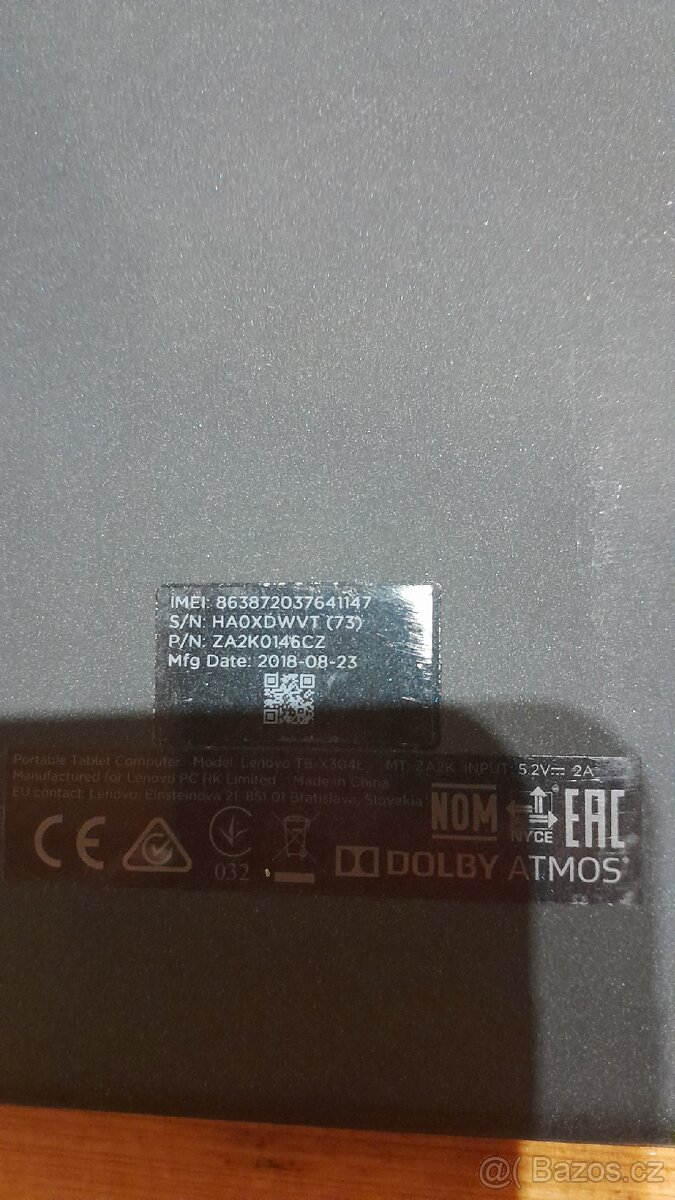 IMEI: 863872037641147
S/N: HA0XDWVT (73)
P/N: ZA2K0146CZ
Mfg Date: 2018-08-23
Portable Tablet Computer Model: Lenovo TB-X304L MT: ZA2K INPUT: 5.2V⎓ 2A
Manufactured for Lenovo PC HK Limited Made in China
EU contact: Lenovo, Einsteinova 21, 851 01 Bratislava, Slovakia
NOM NYCE EAC
CE 032
DOLBY ATMOS
@( Bazos.cz